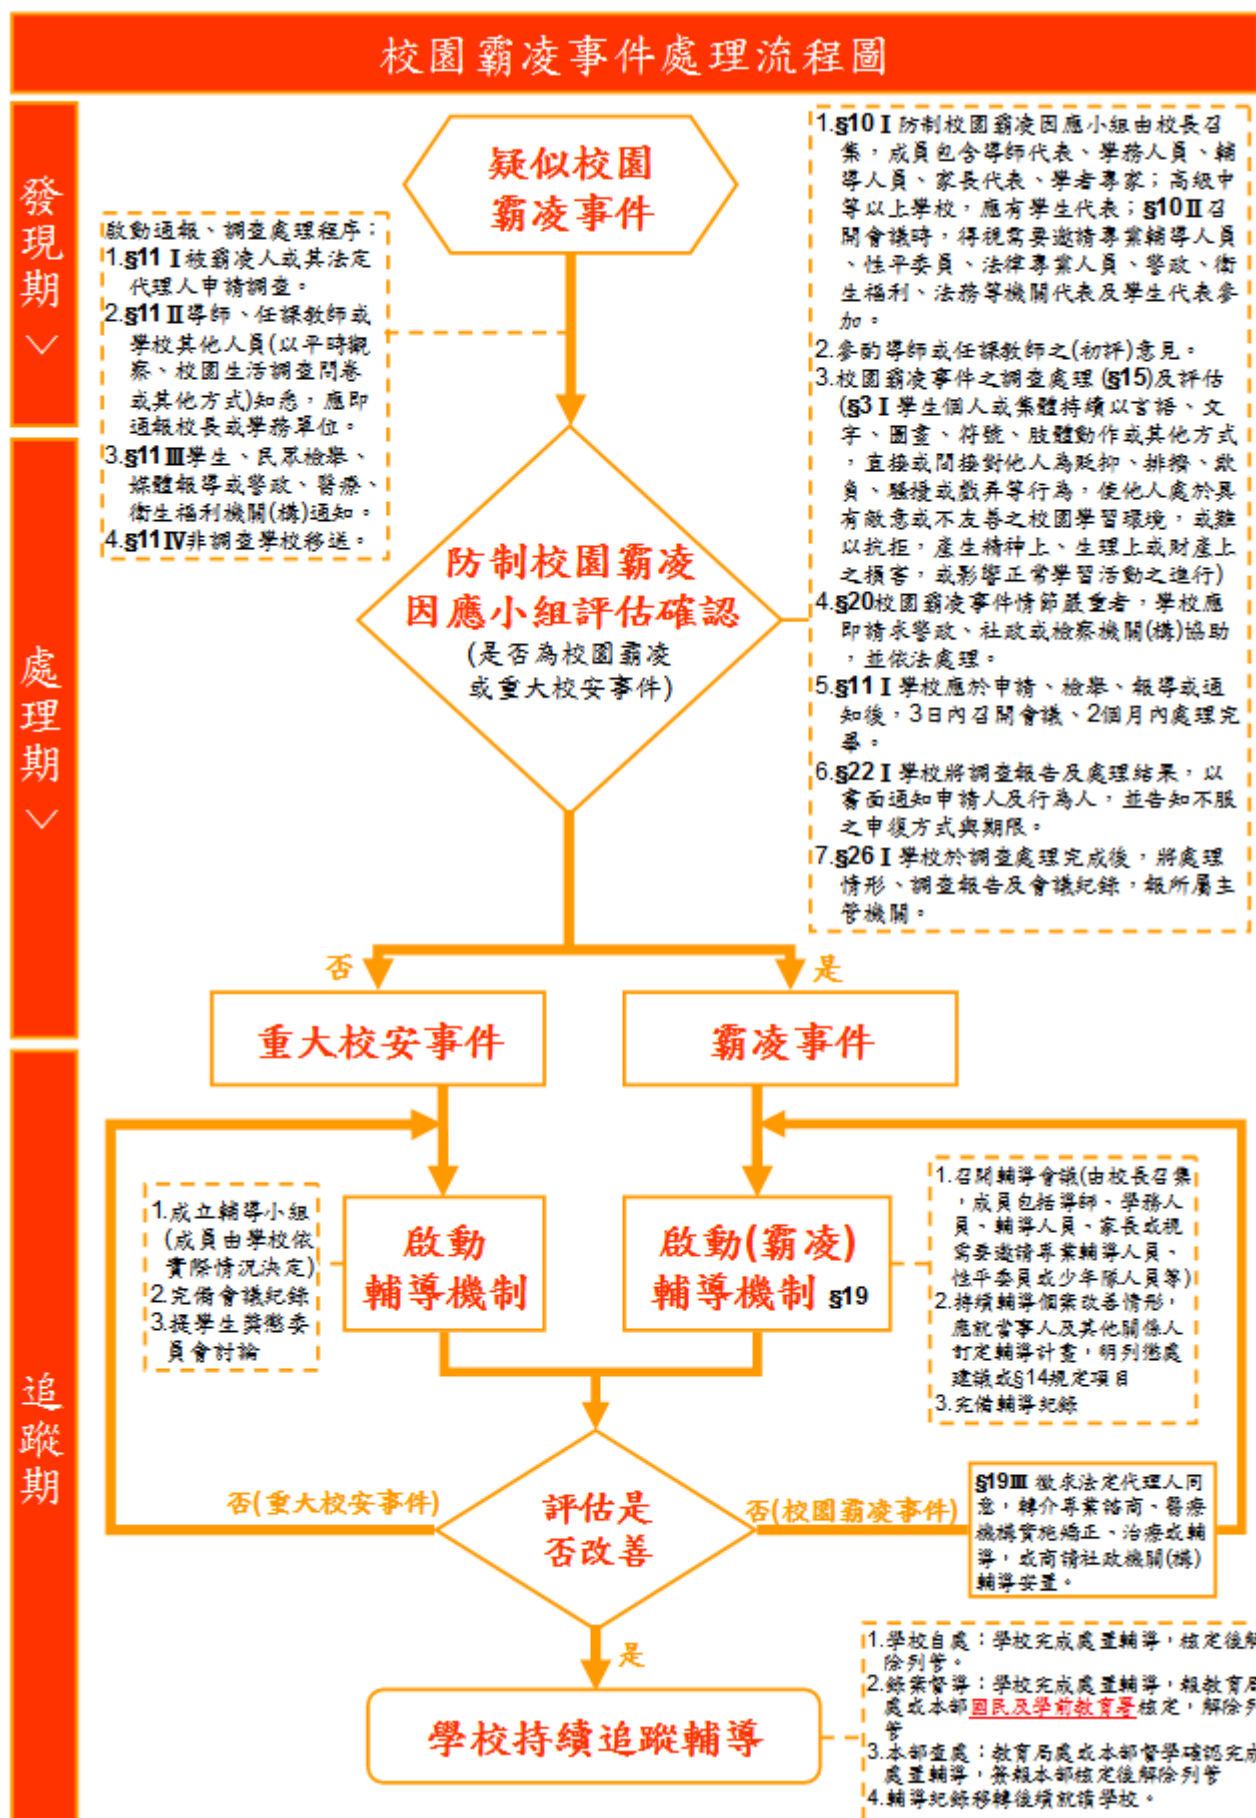 校園霸凌事件處理流程圖
發現期
疑似校園
霸凌事件
啟動通報、調查處理程序：
1.§11 I 被霸凌人或其法定
代理人申請調查。
2.§11 II導師、任課教師或
學校其他人員(以平時觀
察、校園生活調查問卷
或其他方式)知悉，應即
通報校長或學務單位。
3.§11 III學生、民眾檢舉、
媒體報導或警政、醫療、
衛生福利機關(構)通知。
4.§11 IV非調查學校移送。
1.§10 I 防制校園霸凌因應小組由校長召
集，成員包含導師代表、學務人員、輔
導人員、家長代表、學者專家；高級中
等以上學校，應有學生代表；§10 II 召
開會議時，得視需要邀請專業輔導人員
、性平委員、法律專業人員、警政、衛
生福利、法務等機關代表及學生代表參
加。
2.參酌導師或任課教師之(初評)意見。
3.校園霸凌事件之調查處理 (§15)及評估
(§3 I 學生個人或集體持續以言語、文
字、圖畫、符號、肢體動作或其他方式
，直接或間接對他人為貶抑、排擠、欺
負、騷擾或戲弄等行為，使他人處於具
有敵意或不友善之校園學習環境，或難
以抗拒，產生精神上、生理上或財產上
之損害，或影響正常學習活動之進行)
4.§20校園霸凌事件情節嚴重者，學校應
即請求警政、社政或檢察機關(構)協助
，並依法處理。
5.§11 I 學校應於申請、檢舉、報導或通
知後，3日內召開會議、2個月內處理完
畢。
6.§22 I 學校將調查報告及處理結果，以
書面通知申請人及行為人，並告知不服
之申復方式與期限。
7.§26 I 學校於調查處理完成後，將處理
情形、調查報告及會議紀錄，報所屬主
管機關。
處理期
防制校園霸凌
因應小組評估確認
(是否為校園霸凌
或重大校安事件)
否
是
重大校安事件
霸凌事件
追蹤期
1.成立輔導小組
(成員由學校依
實際情況決定)
2.完備會議紀錄
3.提學生獎懲委
員會討論
啟動
輔導機制
啟動(霸凌)
輔導機制 §19
1.召開輔導會議(由校長召集
，成員包括導師、學務人
員、輔導人員、家長或視
需要邀請專業輔導人員、
性平委員或少年隊人員等)
2.持續輔導個案改善情形，
應就當事人及其他關係人
訂定輔導計畫，明列懲處
建議或§14規定項目
3.完備輔導紀錄
否(重大校安事件)
評估是
否改善
否(校園霸凌事件)
§19III 徵求法定代理人同
意，轉介專業諮商、醫療
機構實施矯正、治療或輔
導，或商請社政機關(構)
輔導安置。
是
學校持續追蹤輔導
1.學校自處：學校完成處置輔導，核定後解
除列管。
2.錄案督導：學校完成處置輔導，報教育局
處或本部國民及學前教育署核定，解除列
管
3.本部查處：教育局處或本部督學確認完成
處置輔導，簽報本部核定後解除列管
4.輔導紀錄移轉後續就讀學校。